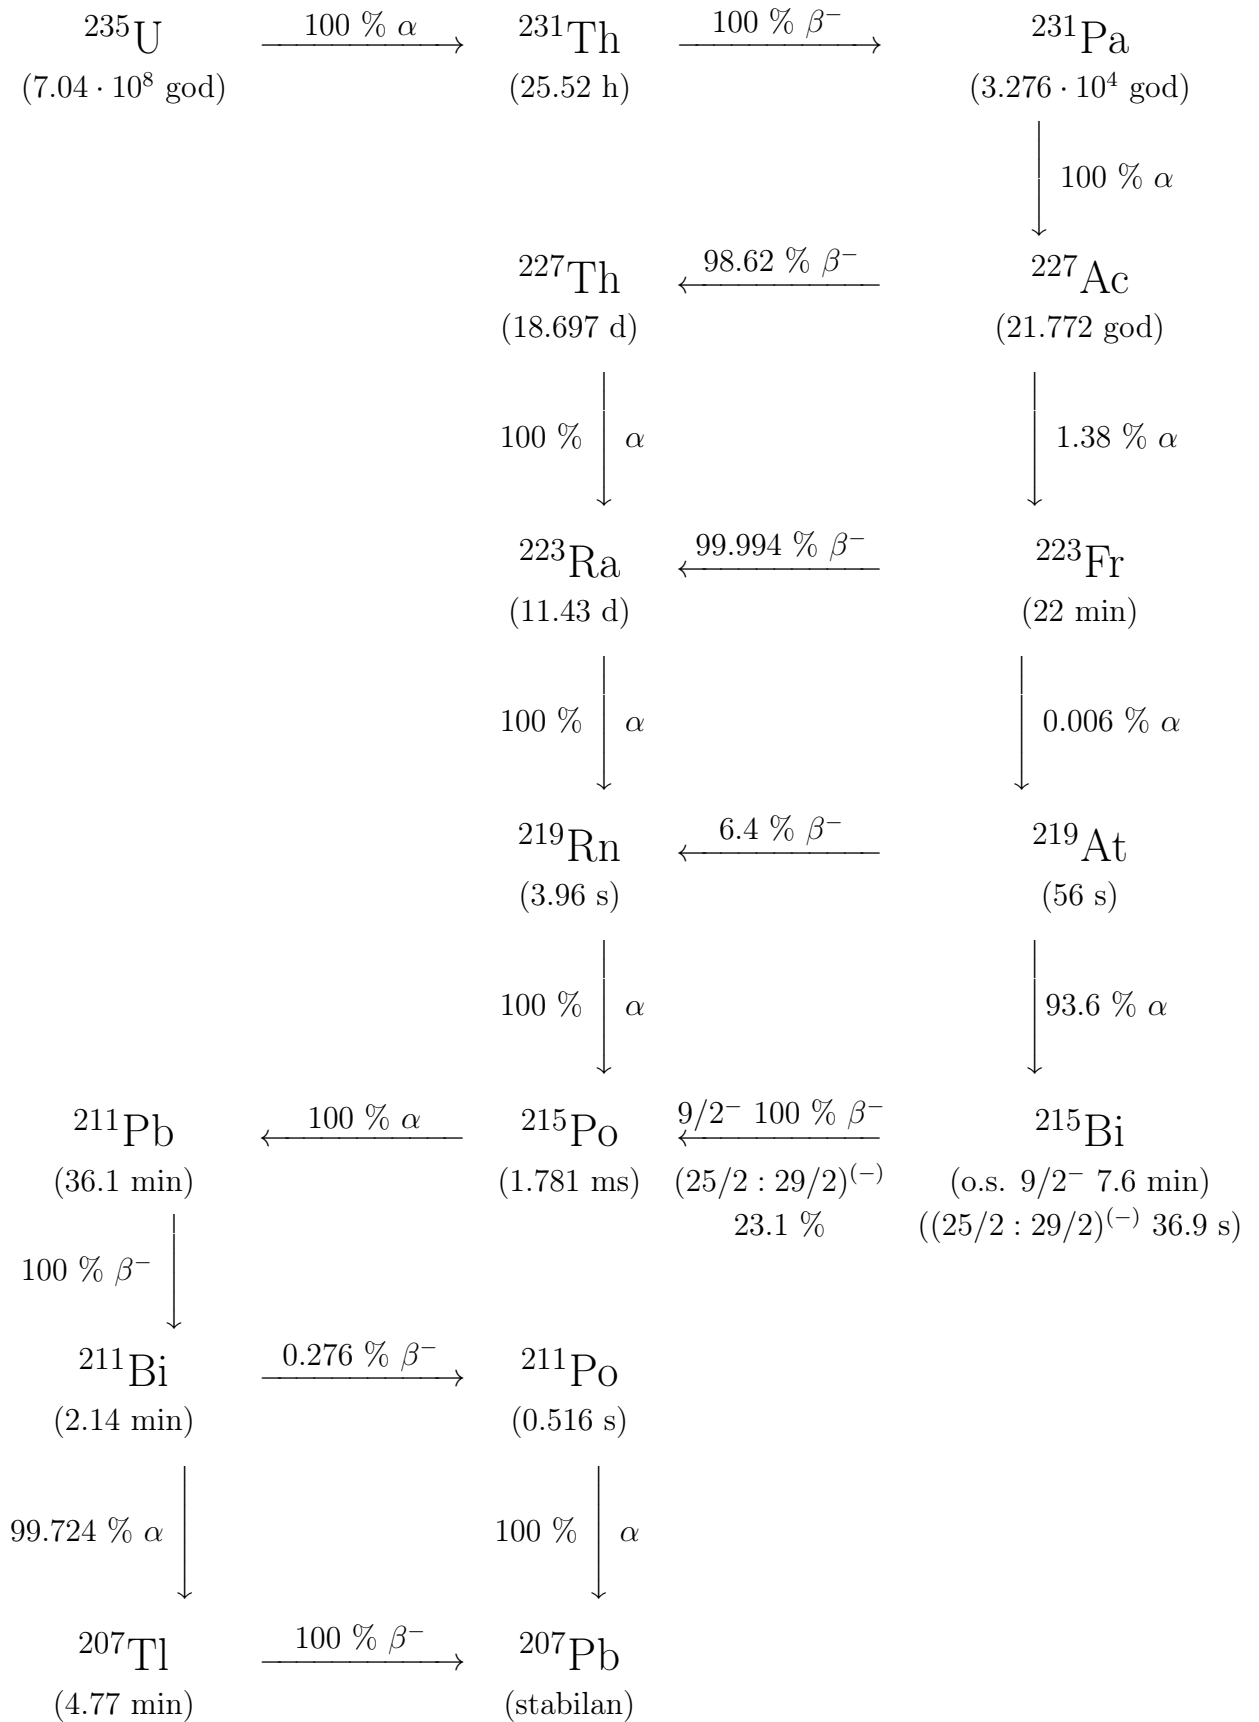 ²³⁵U 100 % α ²³¹Th 100 % β⁻ ²³¹Pa
(7.04 · 10⁸ god) (25.52 h) (3.276 · 10⁴ god)
100 % α
²²⁷Th 98.62 % β⁻ ²²⁷Ac
(18.697 d) (21.772 god)
100 % α 1.38 % α
²²³Ra 99.994 % β⁻ ²²³Fr
(11.43 d) (22 min)
100 % α 0.006 % α
²¹⁹Rn 6.4 % β⁻ ²¹⁹At
(3.96 s) (56 s)
100 % α 93.6 % α
²¹¹Pb 100 % α ²¹⁵Po 9/2⁻ 100 % β⁻ ²¹⁵Bi
(36.1 min) (1.781 ms) (25/2 : 29/2)⁽⁻⁾ (o.s. 9/2⁻ 7.6 min)
23.1 % ((25/2 : 29/2)⁽⁻⁾ 36.9 s)
100 % β⁻
²¹¹Bi 0.276 % β⁻ ²¹¹Po
(2.14 min) (0.516 s)
99.724 % α 100 % α
²⁰⁷Tl 100 % β⁻ ²⁰⁷Pb
(4.77 min) (stabilan)